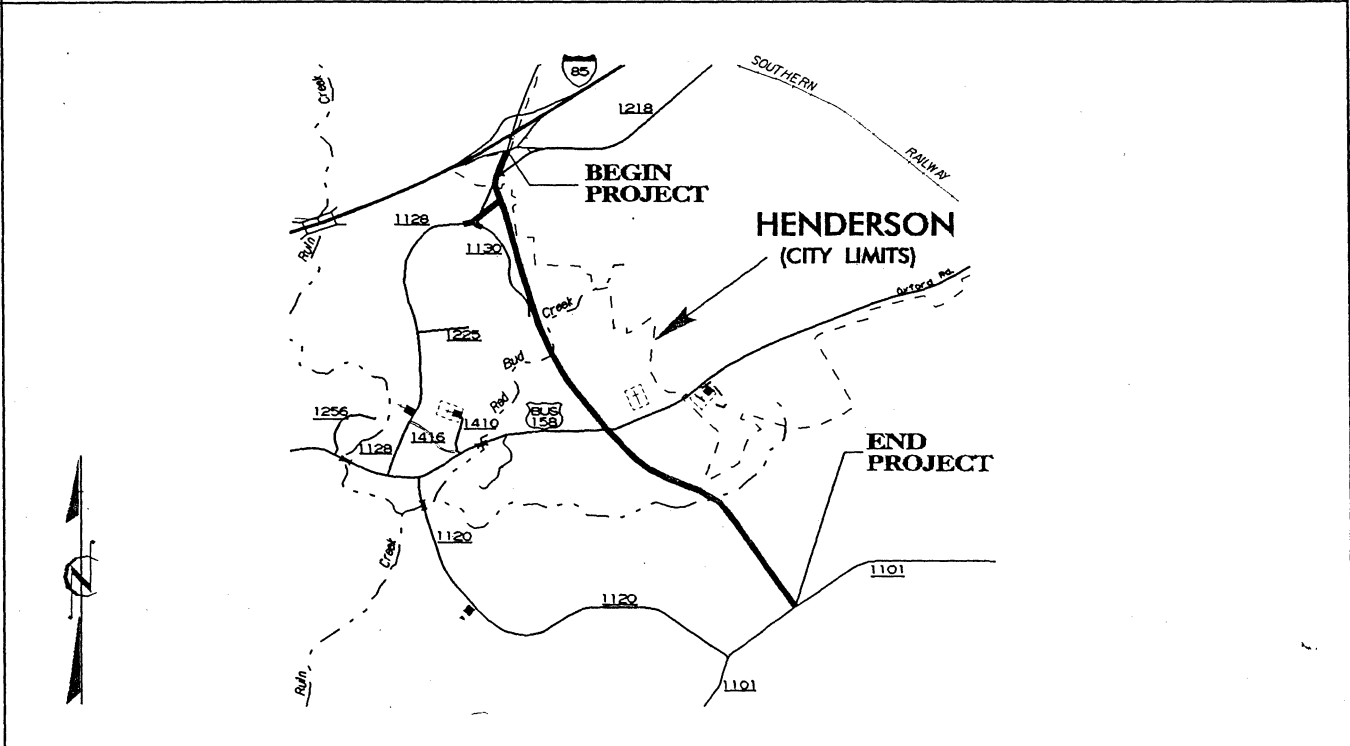 85
SOUTHERN
RAILWAY
Creek
1218
BEGIN
PROJECT
HENDERSON
(CITY LIMITS)
1128
1130
Ruin
Oxford Rd.
Creek
1225
Bud
Red
BUS
158
1256
1410
1416
1128
END
PROJECT
1120
Creek
1101
1120
Ruin
1101
N